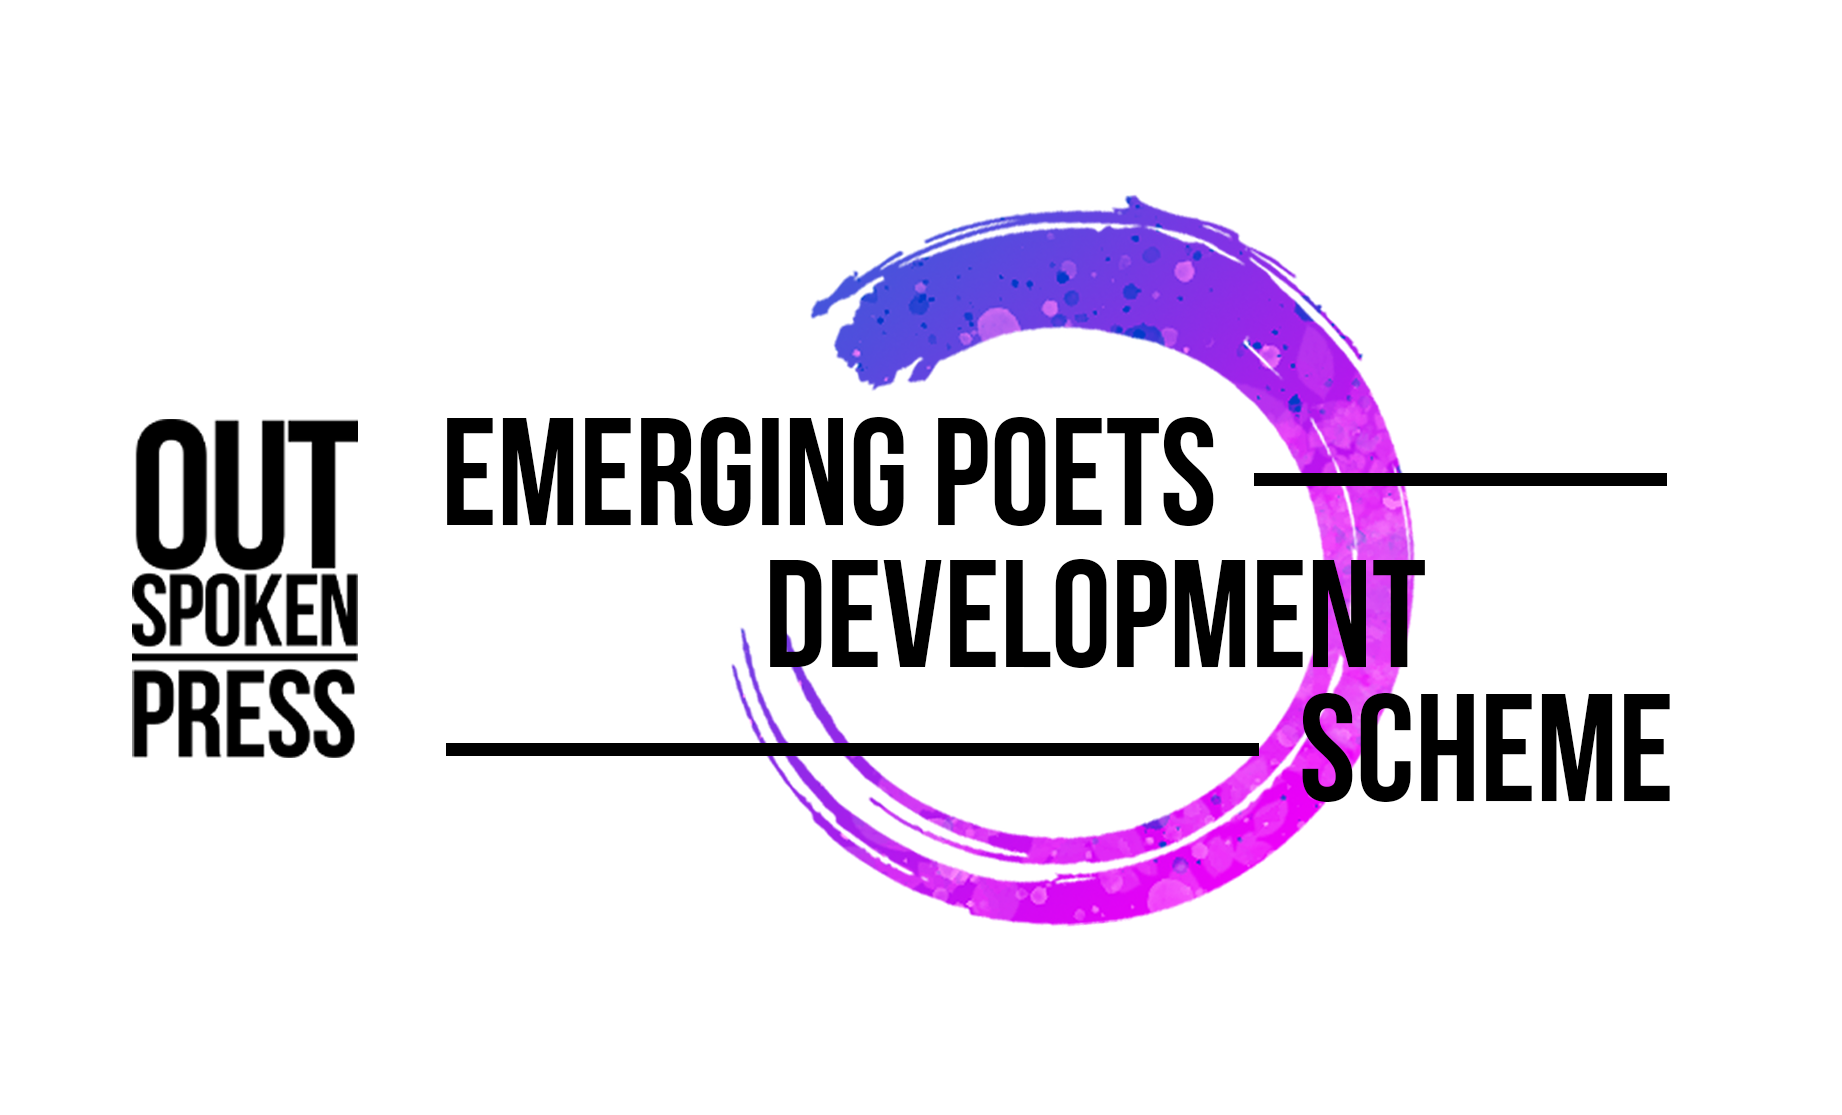 OUT
SPOKEN
PRESS
EMERGING POETS
DEVELOPMENT
SCHEME